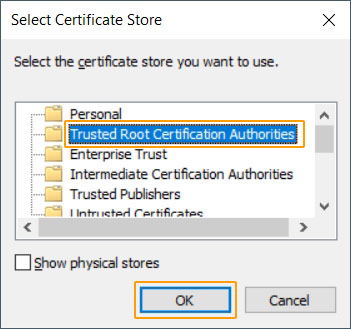 Select Certificate Store
Select the certificate store you want to use.
Personal
Trusted Root Certification Authorities
Enterprise Trust
Intermediate Certification Authorities
Trusted Publishers
Untrusted Certificates
Show physical stores
OK
Cancel